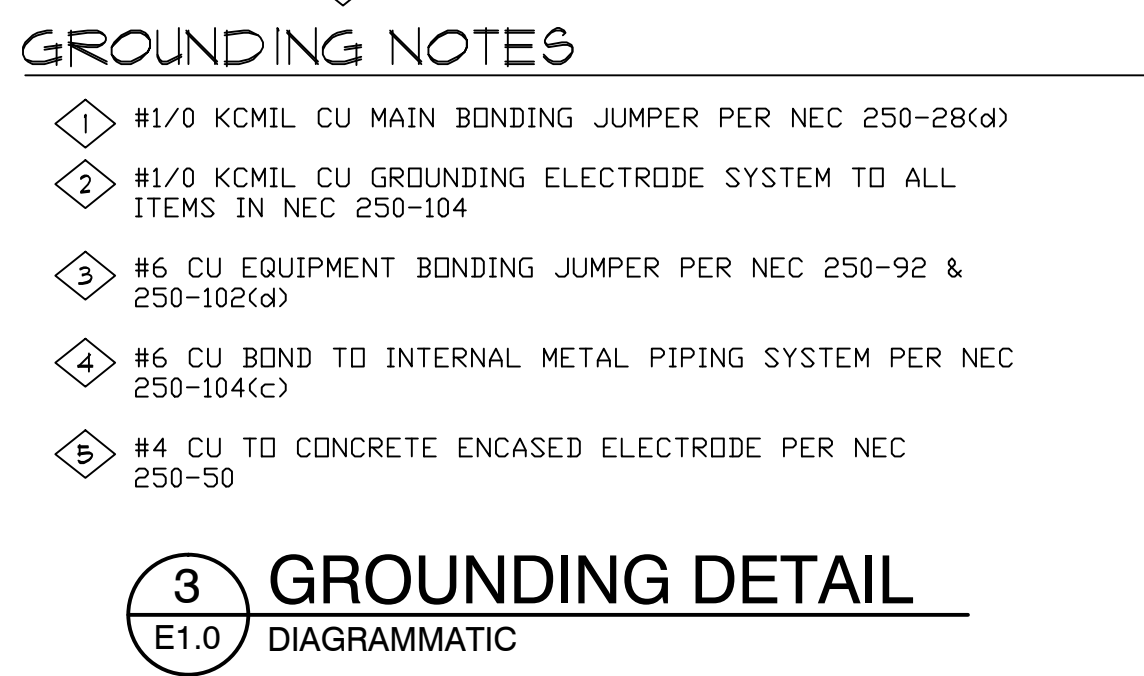 GROUNDING NOTES
1 #1/0 KCMIL CU MAIN BONDING JUMPER PER NEC 250-28(d)
2 #1/0 KCMIL CU GROUNDING ELECTRODE SYSTEM TO ALL
ITEMS IN NEC 250-104
3 #6 CU EQUIPMENT BONDING JUMPER PER NEC 250-92 &
250-102(d)
4 #6 CU BOND TO INTERNAL METAL PIPING SYSTEM PER NEC
250-104(c)
5 #4 CU TO CONCRETE ENCASED ELECTRODE PER NEC
250-50
3 GROUNDING DETAIL
E1.0 DIAGRAMMATIC